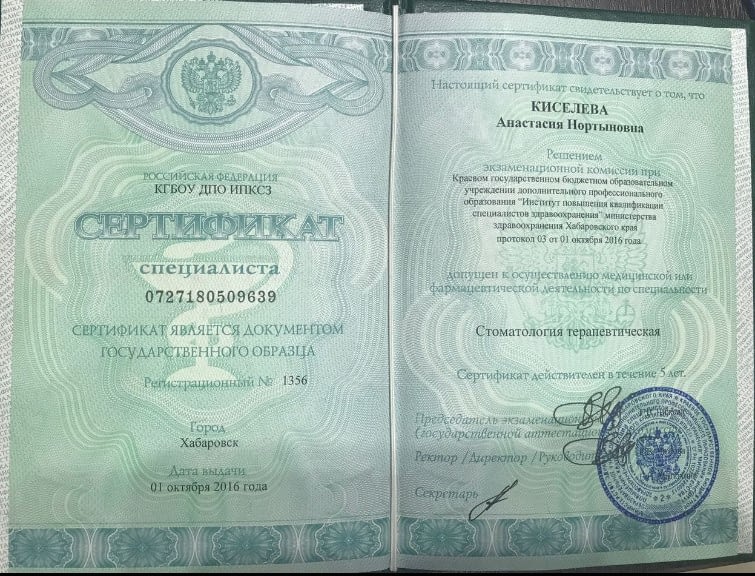 РОССИЙСКАЯ ФЕДЕРАЦИЯ
КГБОУ ДПО ИПКСЗ
СЕРТИФИКАТ
специалиста
0727180509639
СЕРТИФИКАТ ЯВЛЯЕТСЯ ДОКУМЕНТОМ
ГОСУДАРСТВЕННОГО ОБРАЗЦА
Регистрационный № 1356
Город
Хабаровск
Дата выдачи
01 октября 2016 года
Настоящий сертификат свидетельствует о том, что
КИСЕЛЕВА
Анастасия Нортыновна
Решением
экзаменационной комиссии при
Краевом государственном бюджетном образовательном
учреждении дополнительного профессионального
образования "Институт повышения квалификации
специалистов здравоохранения" министерства
здравоохранения Хабаровского края
протокол 03 от 01 октября 2016 года
допущен к осуществлению медицинской или
фармацевтической деятельности по специальности
Стоматология терапевтическая
Сертификат действителен в течение 5 лет.
Председатель экзаменационн
(государственной аттестацио
Ректор /Директор /Руководи
Секретарь